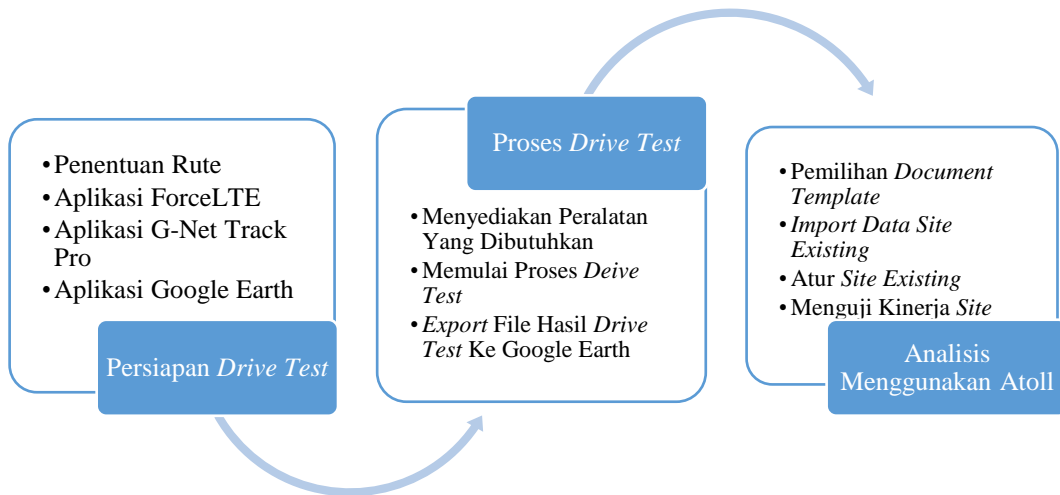 •Penentuan Rute
•Aplikasi ForceLTE
•Aplikasi G-Net Track
Pro
•Aplikasi Google Earth
Persiapan Drive Test
Proses Drive Test
•Menyediakan Peralatan
Yang Dibutuhkan
•Memulai Proses Deive
Test
•Export File Hasil Drive
Test Ke Google Earth
•Pemilihan Document
Template
•Import Data Site
Existing
•Atur Site Existing
•Menguji Kinerja Site
Analisis
Menggunakan Atoll